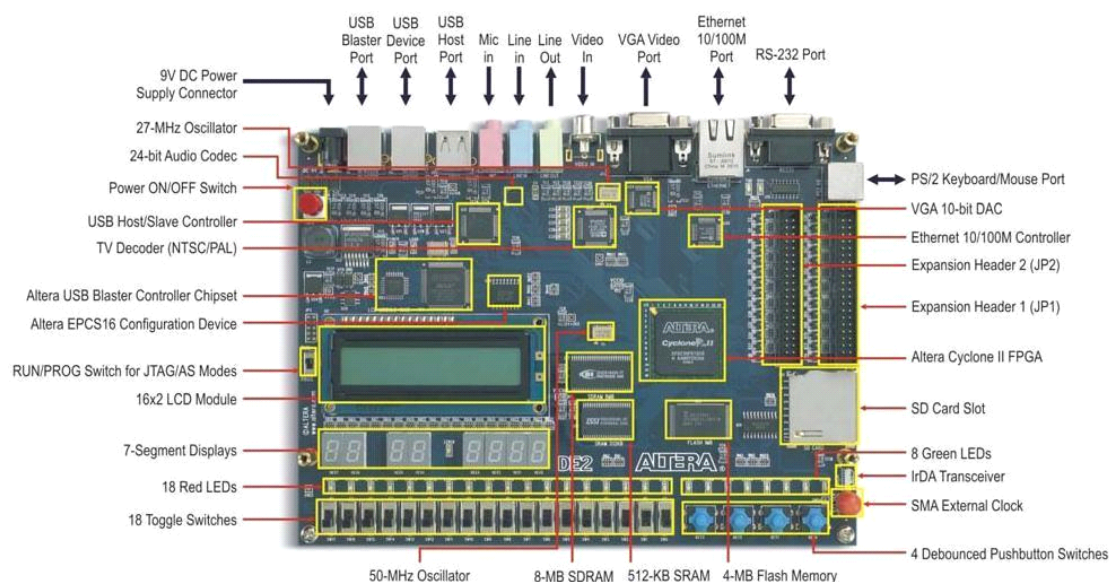 USB
Blaster
Port
USB
Device
Port
USB
Host
Port
Mic
in
Line
in
Line
Out
Video
In
VGA Video
Port
Ethernet
10/100M
Port
RS-232 Port
9V DC Power
Supply Connector
27-MHz Oscillator
24-bit Audio Codec
Power ON/OFF Switch
USB Host/Slave Controller
TV Decoder (NTSC/PAL)
Altera USB Blaster Controller Chipset
Altera EPCS16 Configuration Device
RUN/PROG Switch for JTAG/AS Modes
16x2 LCD Module
7-Segment Displays
18 Red LEDs
18 Toggle Switches
50-MHz Oscillator
8-MB SDRAM
512-KB SRAM
4-MB Flash Memory
PS/2 Keyboard/Mouse Port
VGA 10-bit DAC
Ethernet 10/100M Controller
Expansion Header 2 (JP2)
Expansion Header 1 (JP1)
Altera Cyclone II FPGA
SD Card Slot
8 Green LEDs
IrDA Transceiver
SMA External Clock
4 Debounced Pushbutton Switches
ALTERA
Cyclone II
DE2
ALTERA